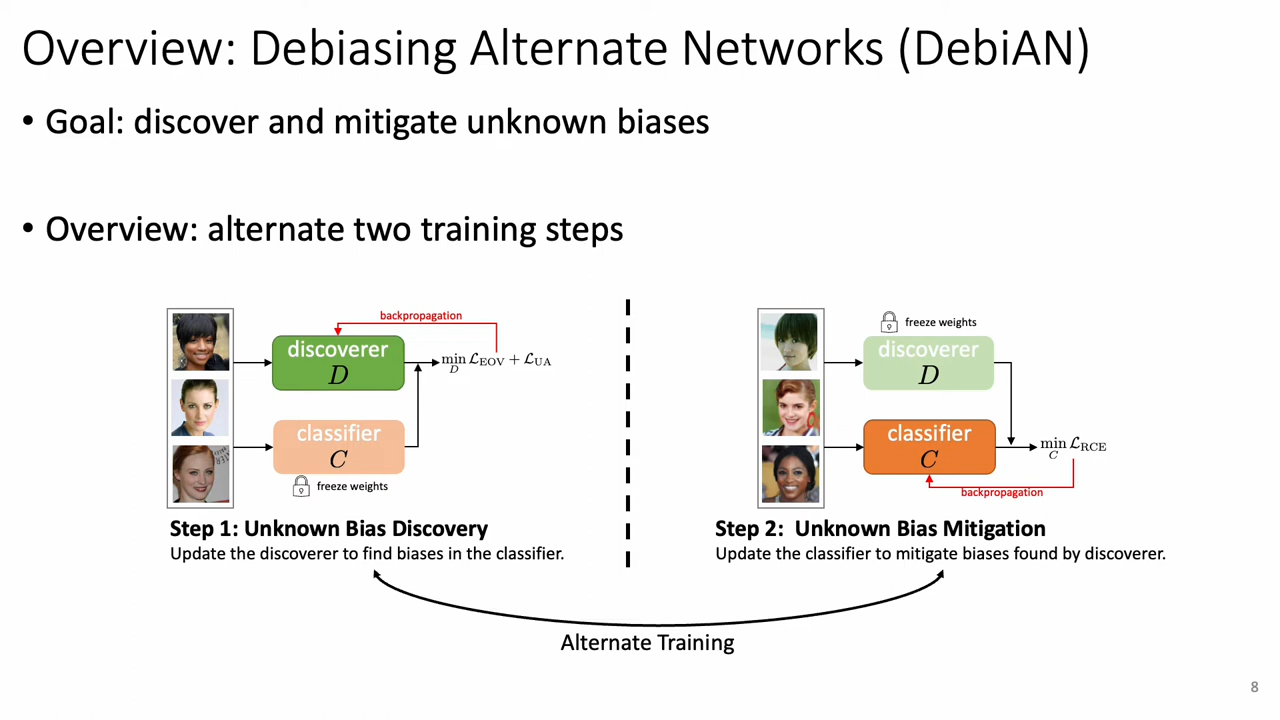 Overview: Debiasing Alternate Networks (DebiAN)
• Goal: discover and mitigate unknown biases
• Overview: alternate two training steps
backpropagation
discoverer
D
min_D L_EOV + L_UA
classifier
C
freeze weights
Step 1: Unknown Bias Discovery
Update the discoverer to find biases in the classifier.
freeze weights
discoverer
D
classifier
C
min_C L_RCE
backpropagation
Step 2: Unknown Bias Mitigation
Update the classifier to mitigate biases found by discoverer.
Alternate Training
8